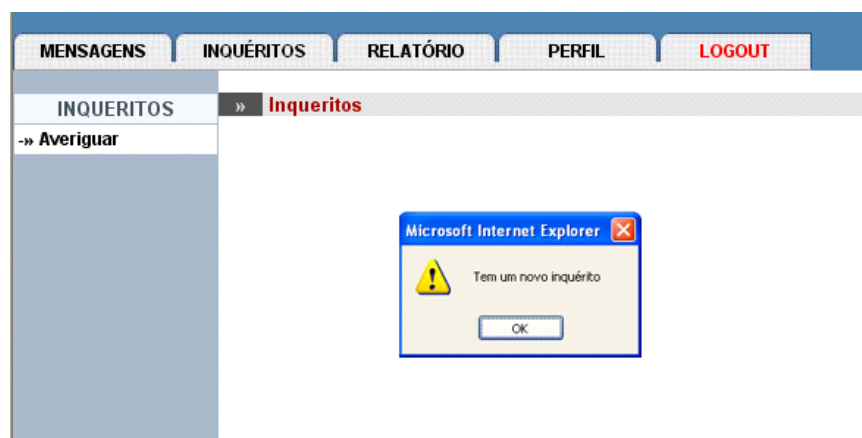 MENSAGENS INQUÉRITOS RELATÓRIO PERFIL LOGOUT
INQUERITOS
-» Averiguar
» Inqueritos
Microsoft Internet Explorer
Tem um novo inquérito
OK